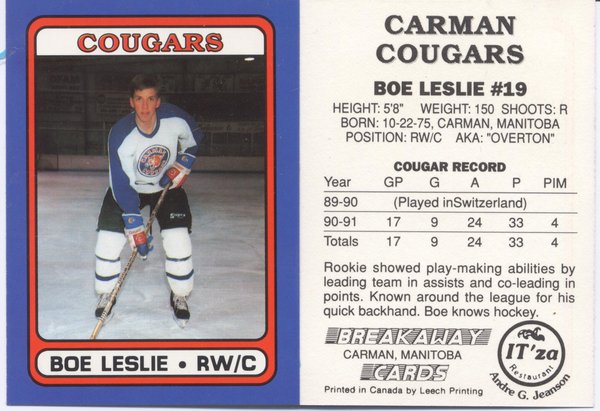 COUGARS
BOE LESLIE • RW/C
CARMAN
COUGARS
BOE LESLIE #19
HEIGHT: 5'8" WEIGHT: 150 SHOOTS: R
BORN: 10-22-75, CARMAN, MANITOBA
POSITION: RW/C AKA: "OVERTON"
COUGAR RECORD
Year GP G A P PIM
89-90 (Played inSwitzerland)
90-91 17 9 24 33 4
Totals 17 9 24 33 4
Rookie showed play-making abilities by
leading team in assists and co-leading in
points. Known around the league for his
quick backhand. Boe knows hockey.
BREAKAWAY
CARMAN, MANITOBA
CARDS
Printed in Canada by Leech Printing
IT'za
Restaurant
Andre G. Jeanson